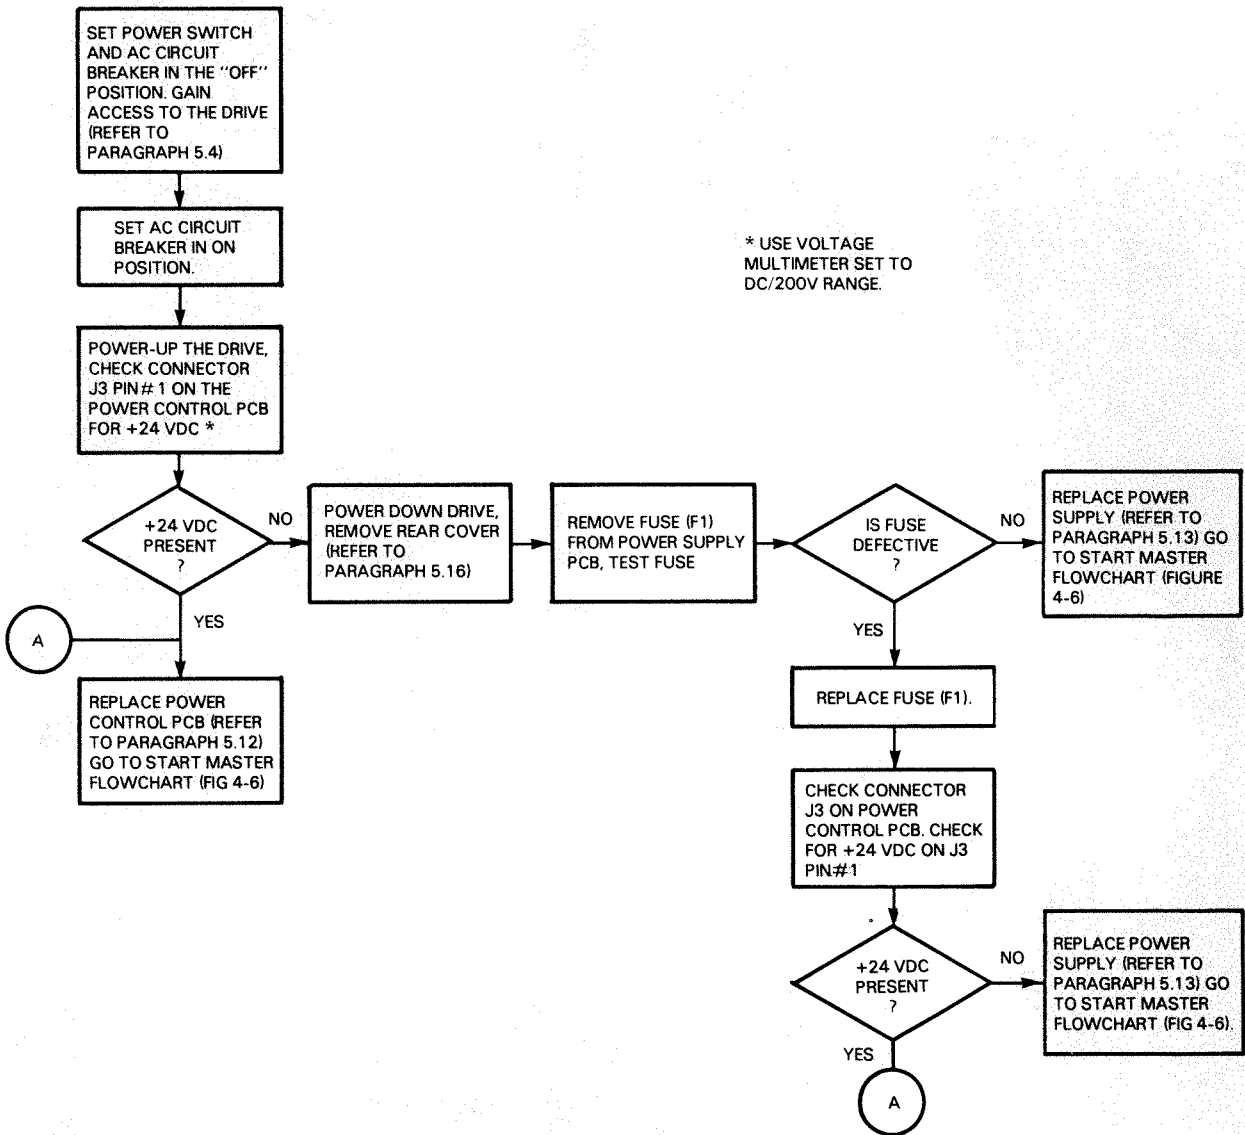 SET POWER SWITCH
AND AC CIRCUIT
BREAKER IN THE "OFF"
POSITION. GAIN
ACCESS TO THE DRIVE
(REFER TO
PARAGRAPH 5.4)
SET AC CIRCUIT
BREAKER IN ON
POSITION.
* USE VOLTAGE
MULTIMETER SET TO
DC/200V RANGE.
POWER-UP THE DRIVE,
CHECK CONNECTOR
J3 PIN# 1 ON THE
POWER CONTROL PCB
FOR +24 VDC *
+24 VDC
PRESENT
?
NO
POWER DOWN DRIVE,
REMOVE REAR COVER
(REFER TO
PARAGRAPH 5.16)
REMOVE FUSE (F1)
FROM POWER SUPPLY
PCB, TEST FUSE
IS FUSE
DEFECTIVE
?
NO
REPLACE POWER
SUPPLY (REFER TO
PARAGRAPH 5.13) GO
TO START MASTER
FLOWCHART (FIGURE
4-6)
YES
A
REPLACE POWER
CONTROL PCB (REFER
TO PARAGRAPH 5.12)
GO TO START MASTER
FLOWCHART (FIG 4-6)
YES
REPLACE FUSE (F1).
CHECK CONNECTOR
J3 ON POWER
CONTROL PCB. CHECK
FOR +24 VDC ON J3
PIN#1
+24 VDC
PRESENT
?
NO
REPLACE POWER
SUPPLY (REFER TO
PARAGRAPH 5.13) GO
TO START MASTER
FLOWCHART (FIG 4-6).
YES
A